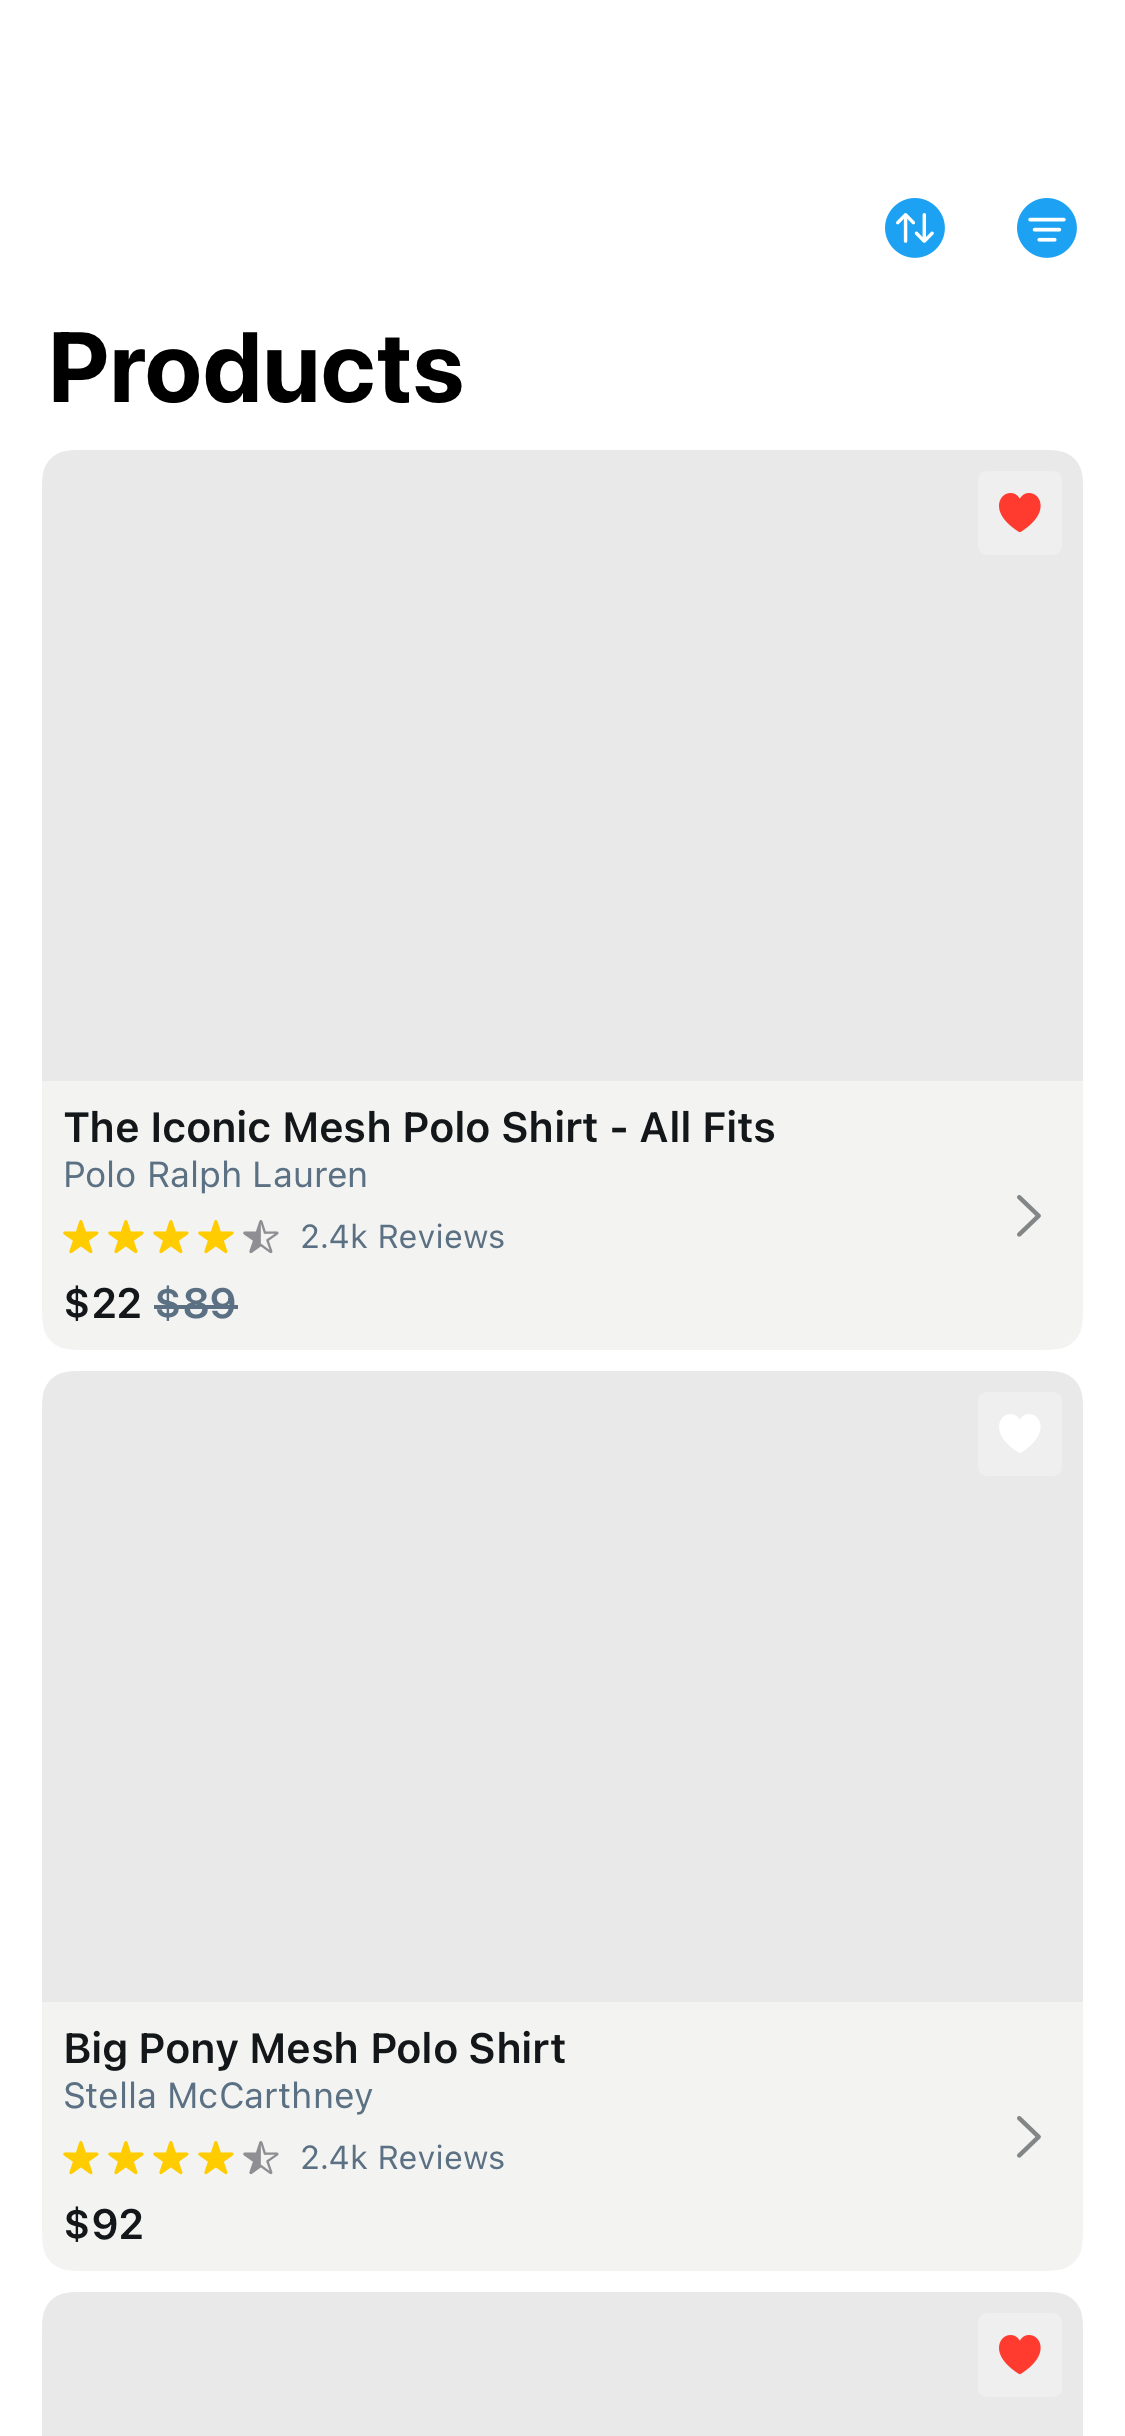 Products
The Iconic Mesh Polo Shirt - All Fits
Polo Ralph Lauren
2.4k Reviews
$22 $89
Big Pony Mesh Polo Shirt
Stella McCarthney
2.4k Reviews
$92